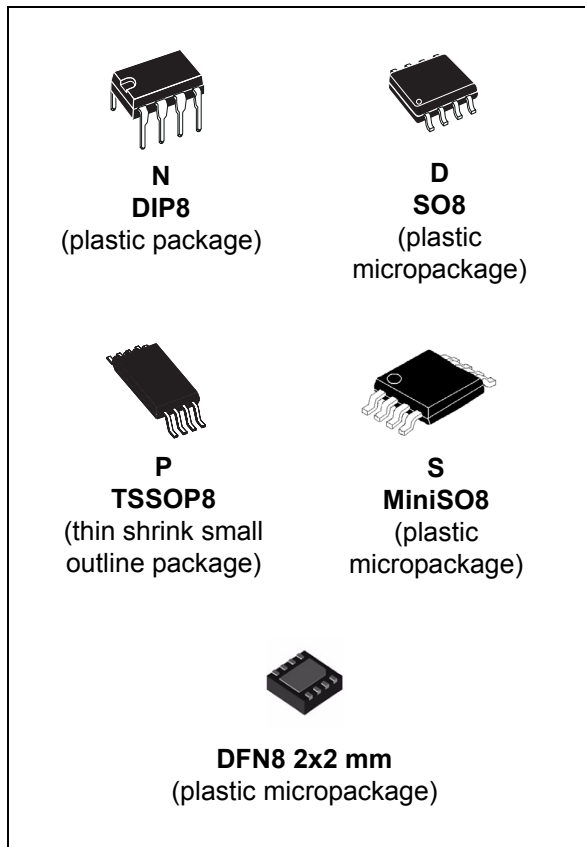 N
DIP8
(plastic package)
D
SO8
(plastic
micropackage)
P
TSSOP8
(thin shrink small
outline package)
S
MiniSO8
(plastic
micropackage)
DFN8 2x2 mm
(plastic micropackage)